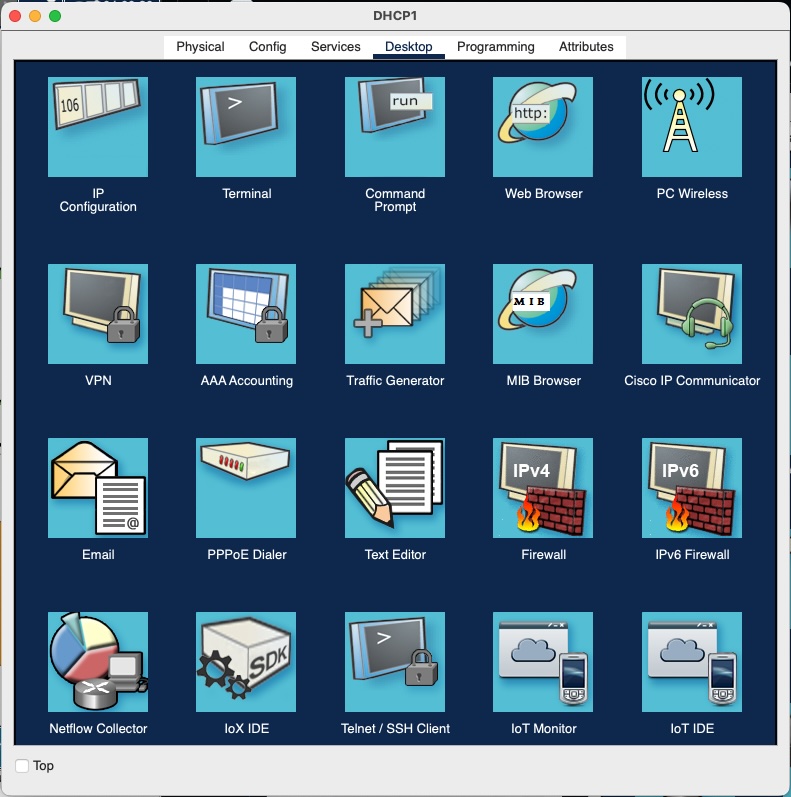 DHCP1
Physical Config Services Desktop Programming Attributes
106
>
run
http:
IP
Configuration
Terminal
Command
Prompt
Web Browser
PC Wireless
MIB
VPN
AAA Accounting
Traffic Generator
MIB Browser
Cisco IP Communicator
@
IPv4
IPv6
Email
PPPoE Dialer
Text Editor
Firewall
IPv6 Firewall
SDK
>
Netflow Collector
IoX IDE
Telnet / SSH Client
IoT Monitor
IoT IDE
Top